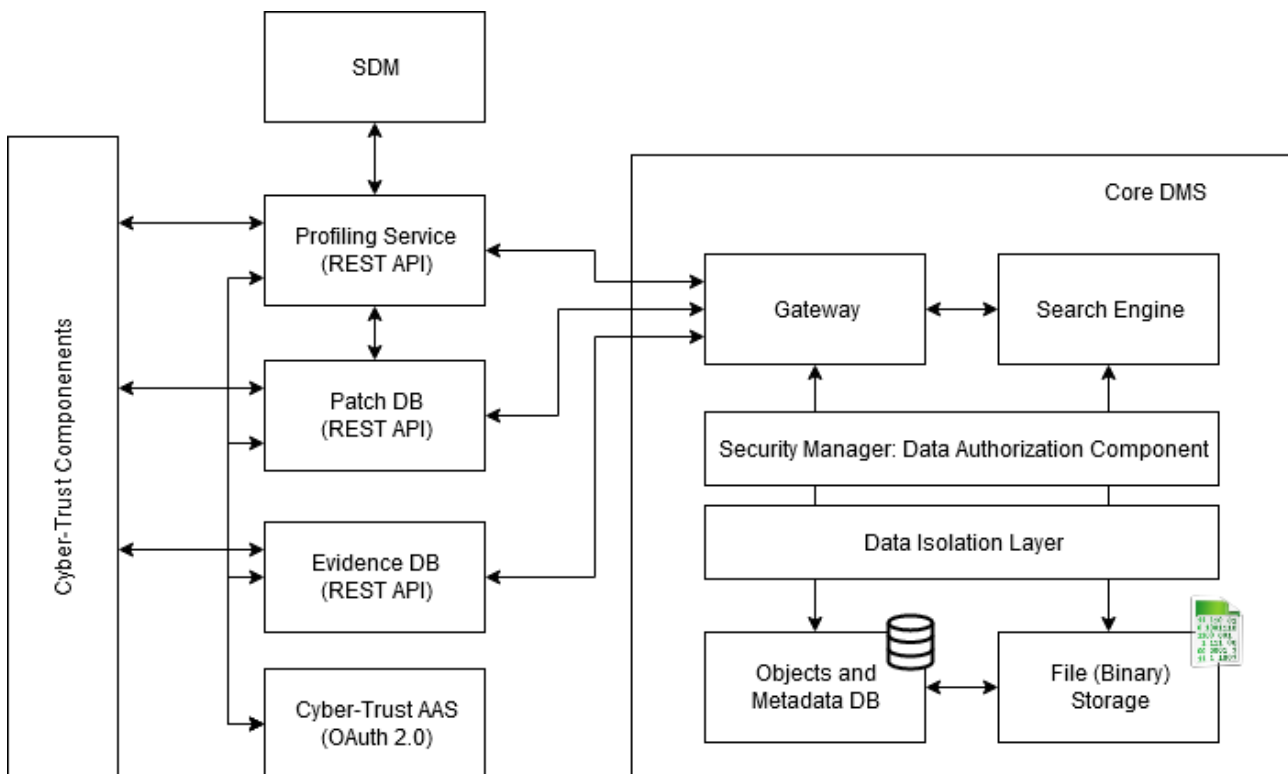 SDM
Cyber-Trust Componenents
Profiling Service
(REST API)
Patch DB
(REST API)
Evidence DB
(REST API)
Cyber-Trust AAS
(OAuth 2.0)
Core DMS
Gateway
Search Engine
Security Manager: Data Authorization Component
Data Isolation Layer
Objects and
Metadata DB
File (Binary)
Storage